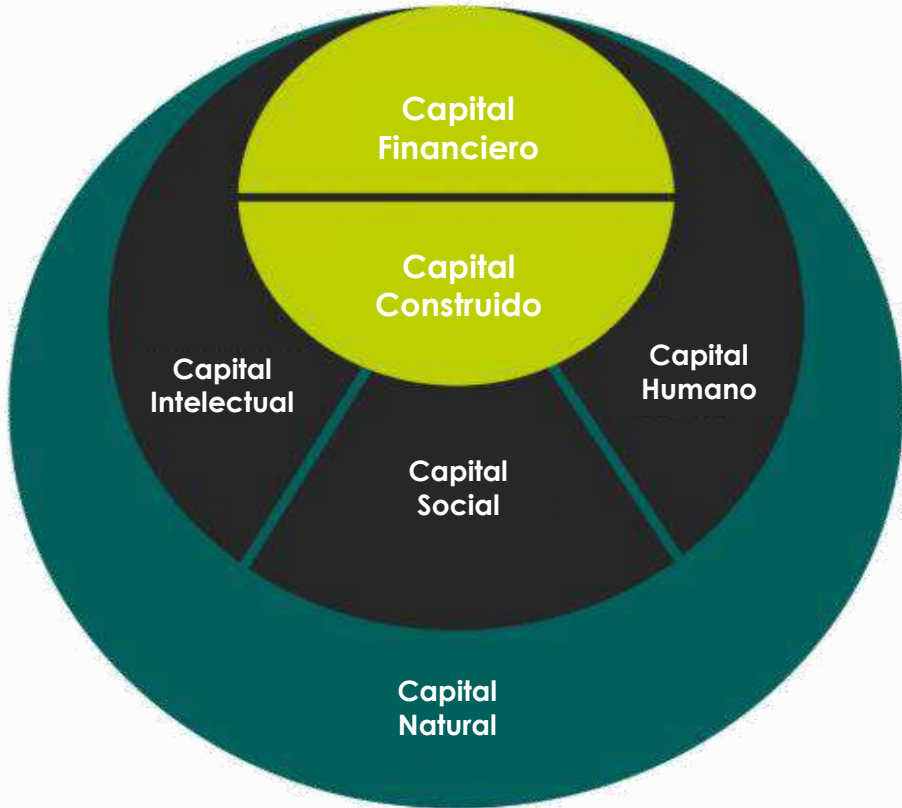 Capital
Financiero
Capital
Construido
Capital
Intelectual
Capital
Humano
Capital
Social
Capital
Natural